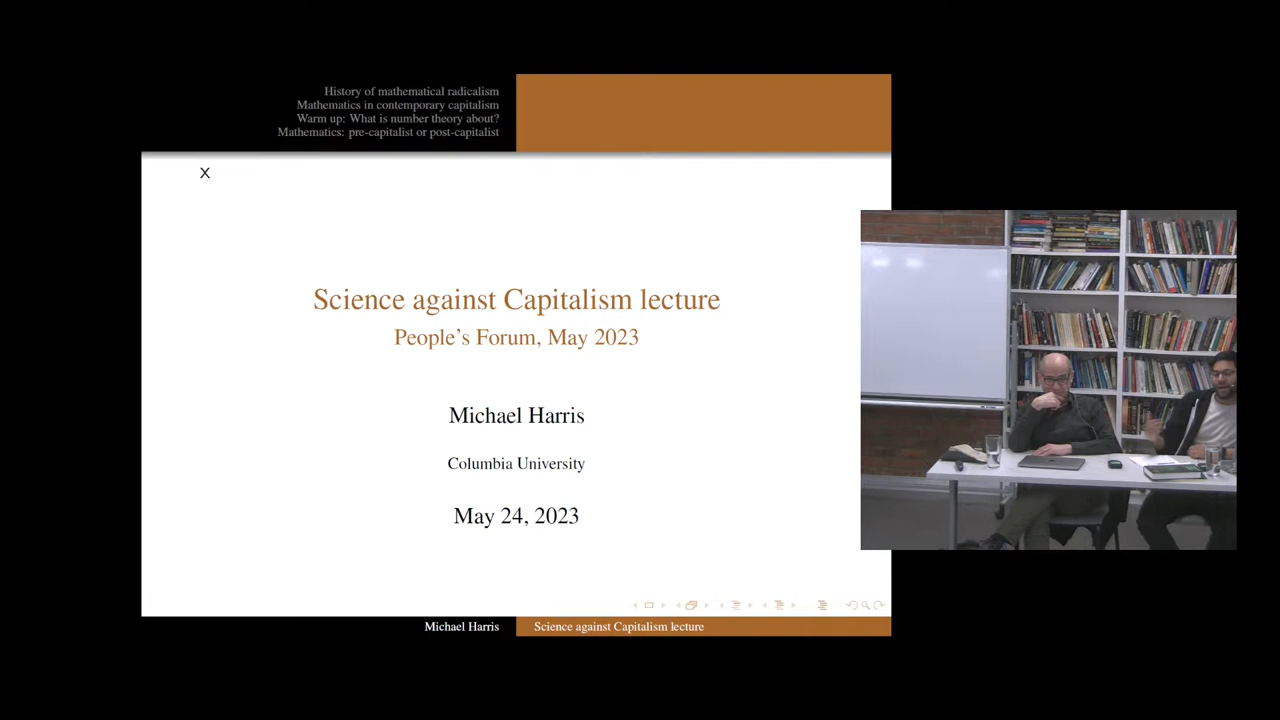 History of mathematical radicalism
Mathematics in contemporary capitalism
Warm up: What is number theory about?
Mathematics: pre-capitalist or post-capitalist
X
Science against Capitalism lecture
People's Forum, May 2023
Michael Harris
Columbia University
May 24, 2023
Michael Harris
Science against Capitalism lecture